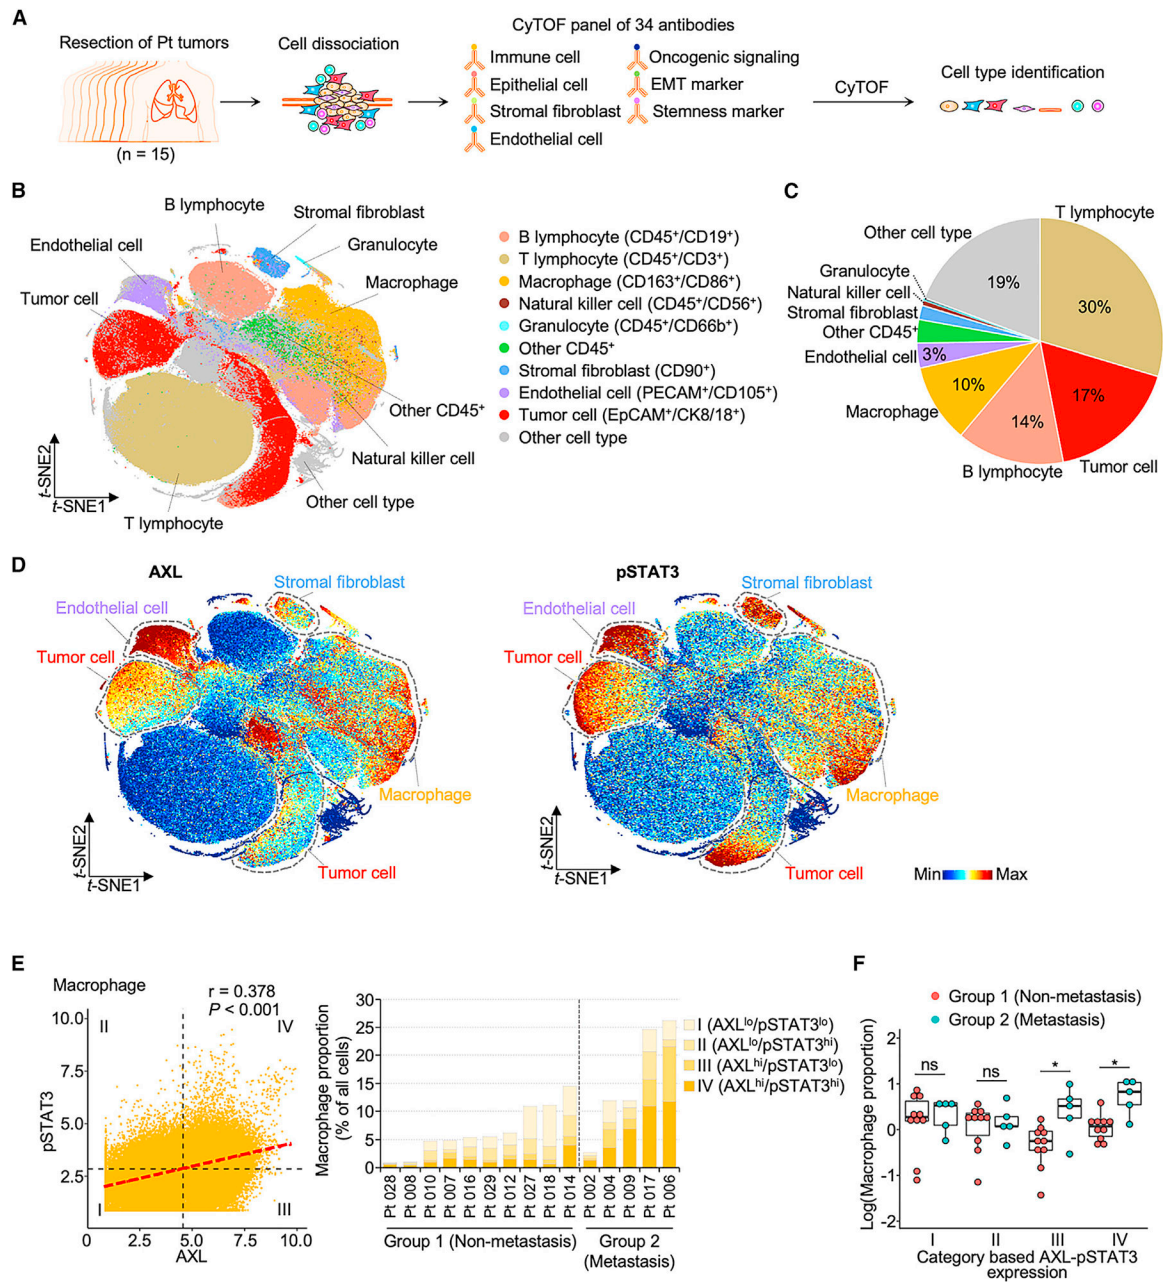 A
Resection of Pt tumors
(n = 15)
Cell dissociation
CyTOF panel of 34 antibodies
Immune cell
Epithelial cell
Stromal fibroblast
Endothelial cell
Oncogenic signaling
EMT marker
Stemness marker
CyTOF
Cell type identification
B
B lymphocyte
Stromal fibroblast
Endothelial cell
Granulocyte
Macrophage
Tumor cell
Other CD45⁺
Natural killer cell
Other cell type
T lymphocyte
t-SNE2
t-SNE1
B lymphocyte (CD45⁺/CD19⁺)
T lymphocyte (CD45⁺/CD3⁺)
Macrophage (CD163⁺/CD86⁺)
Natural killer cell (CD45⁺/CD56⁺)
Granulocyte (CD45⁺/CD66b⁺)
Other CD45⁺
Stromal fibroblast (CD90⁺)
Endothelial cell (PECAM⁺/CD105⁺)
Tumor cell (EpCAM⁺/CK8/18⁺)
Other cell type
C
T lymphocyte
Other cell type
Granulocyte
Natural killer cell
Stromal fibroblast
Other CD45⁺
Endothelial cell
Macrophage
B lymphocyte
Tumor cell
19%
30%
3%
10%
14%
17%
D
AXL
Stromal fibroblast
Endothelial cell
Tumor cell
Macrophage
Tumor cell
t-SNE2
t-SNE1
pSTAT3
Stromal fibroblast
Endothelial cell
Tumor cell
Macrophage
Tumor cell
t-SNE2
t-SNE1
Min Max
E
Macrophage
r = 0.378
P < 0.001
II
IV
I
III
10.0
7.5
5.0
2.5
pSTAT3
0 2.5 5.0 7.5 10.0
AXL
Macrophage proportion
(% of all cells)
30
25
20
15
10
5
0
Pt 028
Pt 008
Pt 010
Pt 007
Pt 016
Pt 029
Pt 012
Pt 027
Pt 018
Pt 014
Pt 002
Pt 004
Pt 009
Pt 017
Pt 006
Group 1 (Non-metastasis)
Group 2
(Metastasis)
I (AXLˡᵒ/pSTAT3ˡᵒ)
II (AXLˡᵒ/pSTAT3ʰⁱ)
III (AXLʰⁱ/pSTAT3ˡᵒ)
IV (AXLʰⁱ/pSTAT3ʰⁱ)
F
Group 1 (Non-metastasis)
Group 2 (Metastasis)
Log(Macrophage proportion)
2
1
0
-1
-2
ns
ns
*
*
I II III IV
Category based AXL-pSTAT3
expression